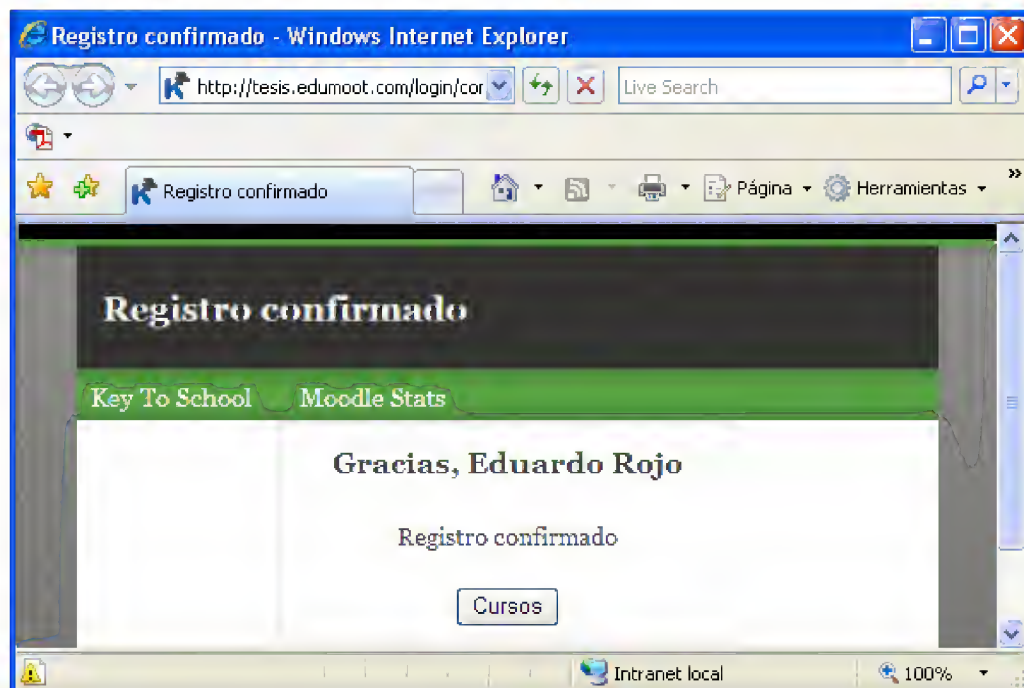 Registro confirmado - Windows Internet Explorer
http://tesis.edumoot.com/login/cor
Live Search
Registro confirmado
Página
Herramientas
»
Registro confirmado
Key To School
Moodle Stats
Gracias, Eduardo Rojo
Registro confirmado
Cursos
Intranet local
100%